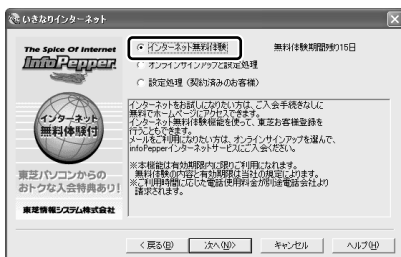 いきなりインターネット
The Spice Of Internet
InfoPepper
インターネット
無料体験付
東芝パソコンからの
おトクな入会特典あり!
東芝情報システム株式会社
インターネット無料体験
無料体験期間残り15日
オンラインサインアップと設定処理
設定処理(契約済みのお客様)
インターネットをお試しになりたい方は、ご入会手続きなしに
無料でホームページにアクセスできます。
インターネット無料体験機能を使って、東芝お客様登録を
行うこともできます。
メールをご利用になりたい方は、オンラインサインアップを選んで、
infoPepperインターネットサービスにご入会ください。
※本機能は有効期限内に限りご利用になれます。
無料体験の内容と有効期限は当社の規定によります。
※ご利用時間に応じた電話使用料金が別途電話会社より
請求されます。
< 戻る(B)
次へ(N)>
キャンセル
ヘルプ(H)